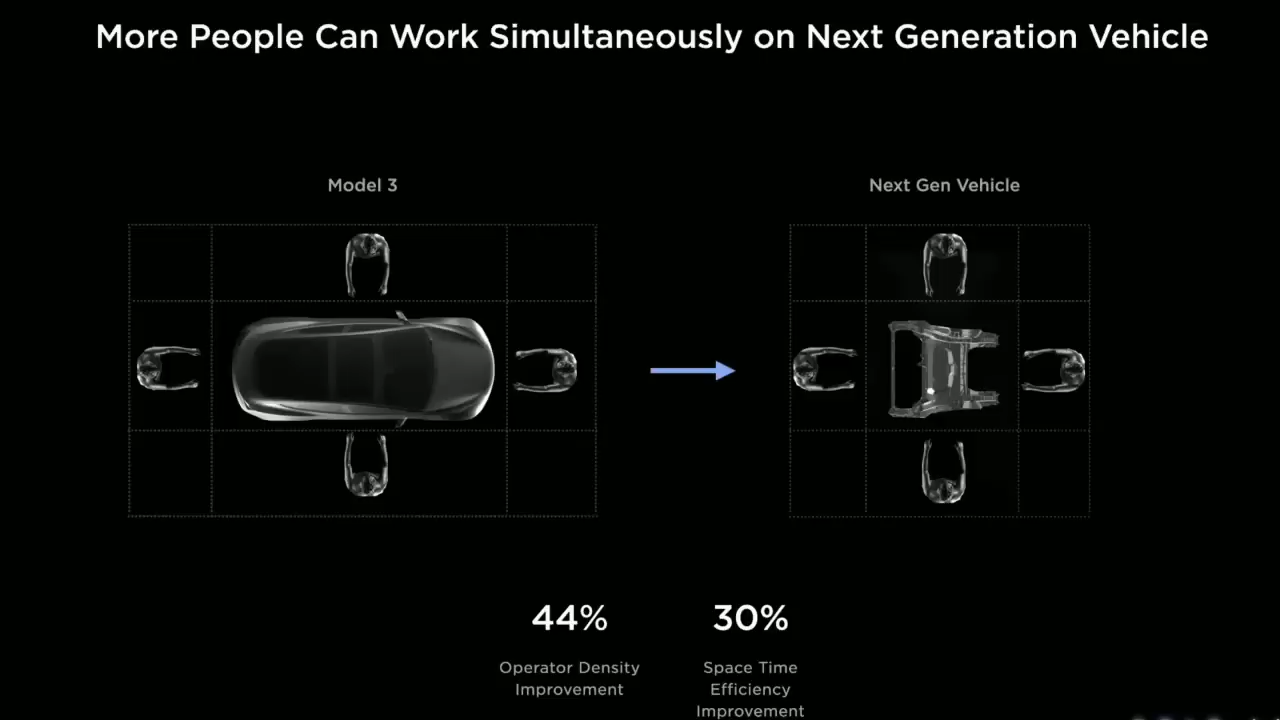 More People Can Work Simultaneously on Next Generation Vehicle
Model 3
Next Gen Vehicle
44%
30%
Operator Density
Improvement
Space Time
Efficiency
Improvement